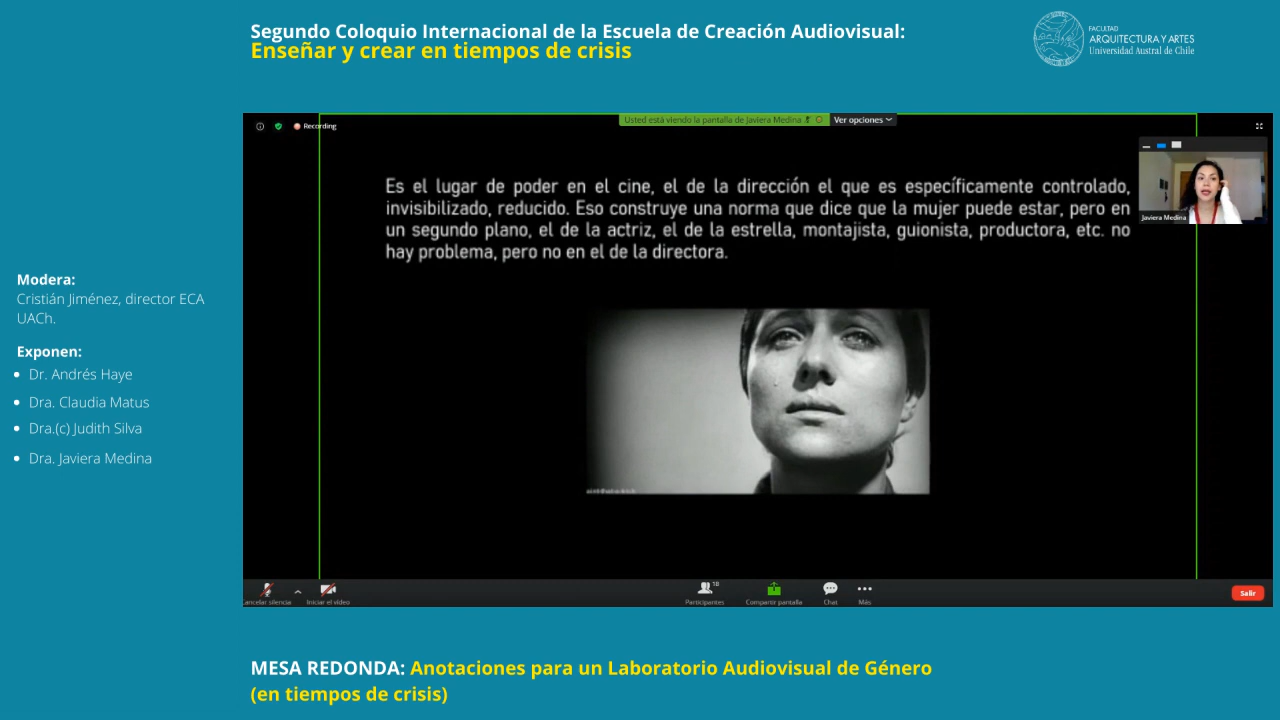 Segundo Coloquio Internacional de la Escuela de Creación Audiovisual:
Enseñar y crear en tiempos de crisis
FACULTAD
ARQUITECTURA Y ARTES
Universidad Austral de Chile
Recording
Usted está viendo la pantalla de Javiera Medina
Ver opciones
Es el lugar de poder en el cine, el de la dirección el que es específicamente controlado,
invisibilizado, reducido. Eso construye una norma que dice que la mujer puede estar, pero en
un segundo plano, el de la actriz, el de la estrella, montajista, guionista, productora, etc. no
hay problema, pero no en el de la directora.
Javiera Medina
Modera:
Cristián Jiménez, director ECA
UACh.
Exponen:
Dr. Andrés Haye
Dra. Claudia Matus
Dra.(c) Judith Silva
Dra. Javiera Medina
ancelar silencia
Iniciar el vídeo
18
Participantes
Compartir pantalla
Chat
Más
Salir
MESA REDONDA: Anotaciones para un Laboratorio Audiovisual de Género
(en tiempos de crisis)